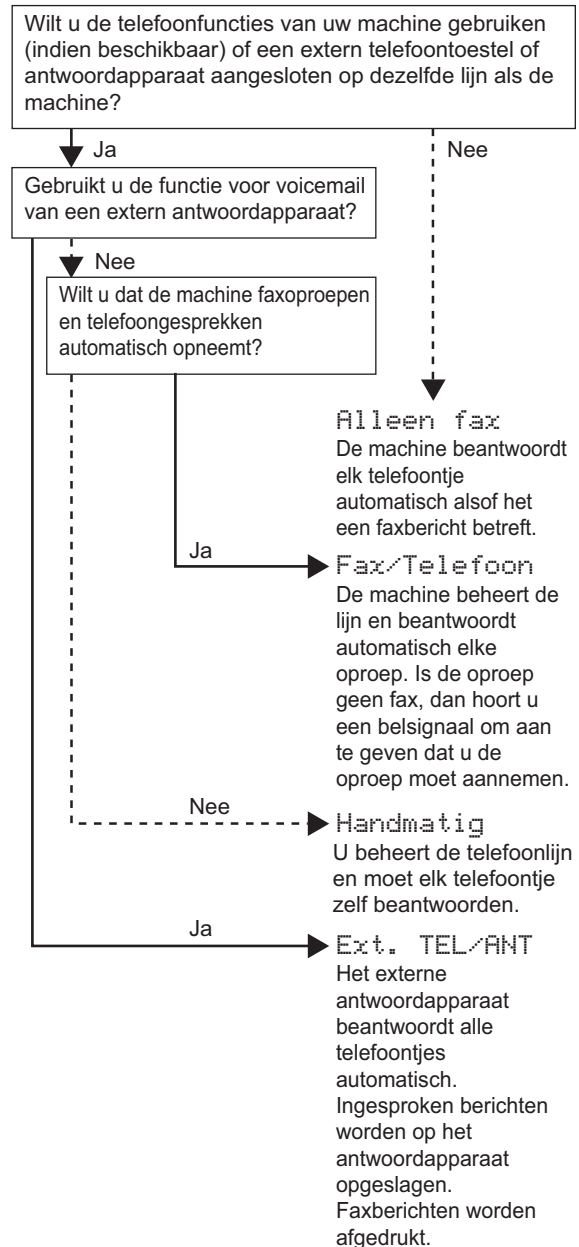 Wilt u de telefoonfuncties van uw machine gebruiken
(indien beschikbaar) of een extern telefoontoestel of
antwoordapparaat aangesloten op dezelfde lijn als de
machine?
Ja
Nee
Gebruikt u de functie voor voicemail
van een extern antwoordapparaat?
Nee
Wilt u dat de machine faxoproepen
en telefoongesprekken
automatisch opneemt?
Alleen fax
De machine beantwoordt
elk telefoontje
automatisch alsof het
een faxbericht betreft.
Ja
Fax/Telefoon
De machine beheert de
lijn en beantwoordt
automatisch elke
oproep. Is de oproep
geen fax, dan hoort u
een belsignaal om aan
te geven dat u de
oproep moet aannemen.
Nee
Handmatig
U beheert de telefoonlijn
en moet elk telefoontje
zelf beantwoorden.
Ja
Ext. TEL/ANT
Het externe
antwoordapparaat
beantwoordt alle
telefoontjes
automatisch.
Ingesproken berichten
worden op het
antwoordapparaat
opgeslagen.
Faxberichten worden
afgedrukt.